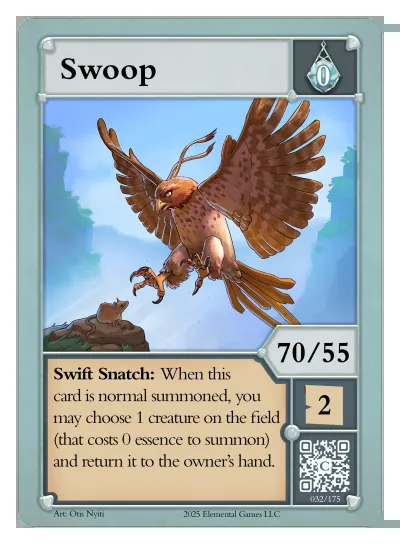 Swoop
0
70/55
Swift Snatch: When this
card is normal summoned, you
may choose 1 creature on the field
(that costs 0 essence to summon)
and return it to the owner's hand.
2
C
032/175
Art: Otis Nyiti
2025 Elemental Games LLC